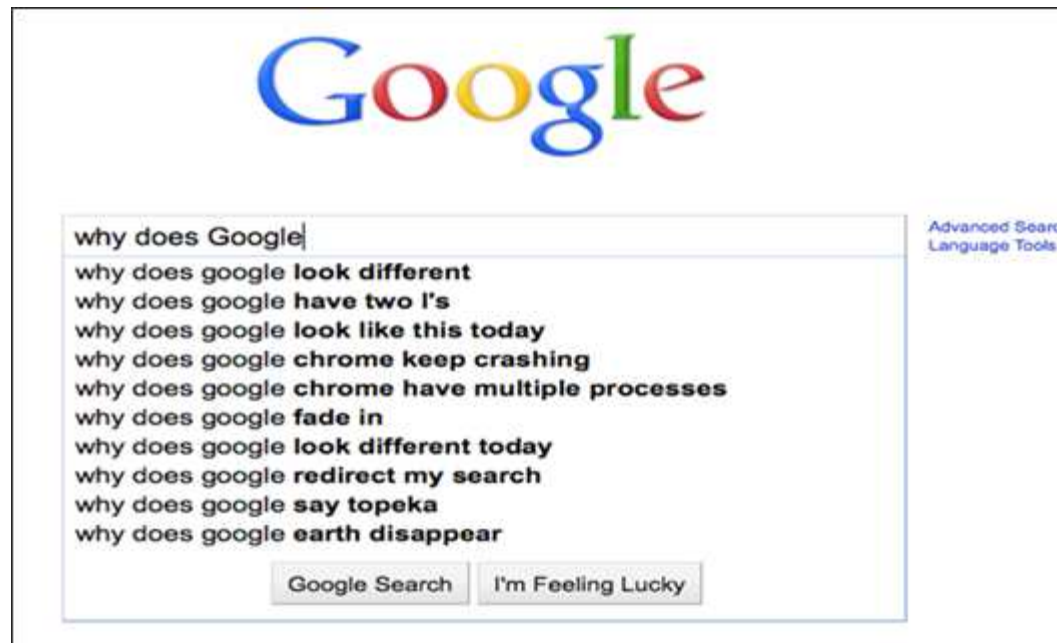 Google
why does Google
Advanced Sear
Language Tools
why does google look different
why does google have two l's
why does google look like this today
why does google chrome keep crashing
why does google chrome have multiple processes
why does google fade in
why does google look different today
why does google redirect my search
why does google say topeka
why does google earth disappear
Google Search
I'm Feeling Lucky